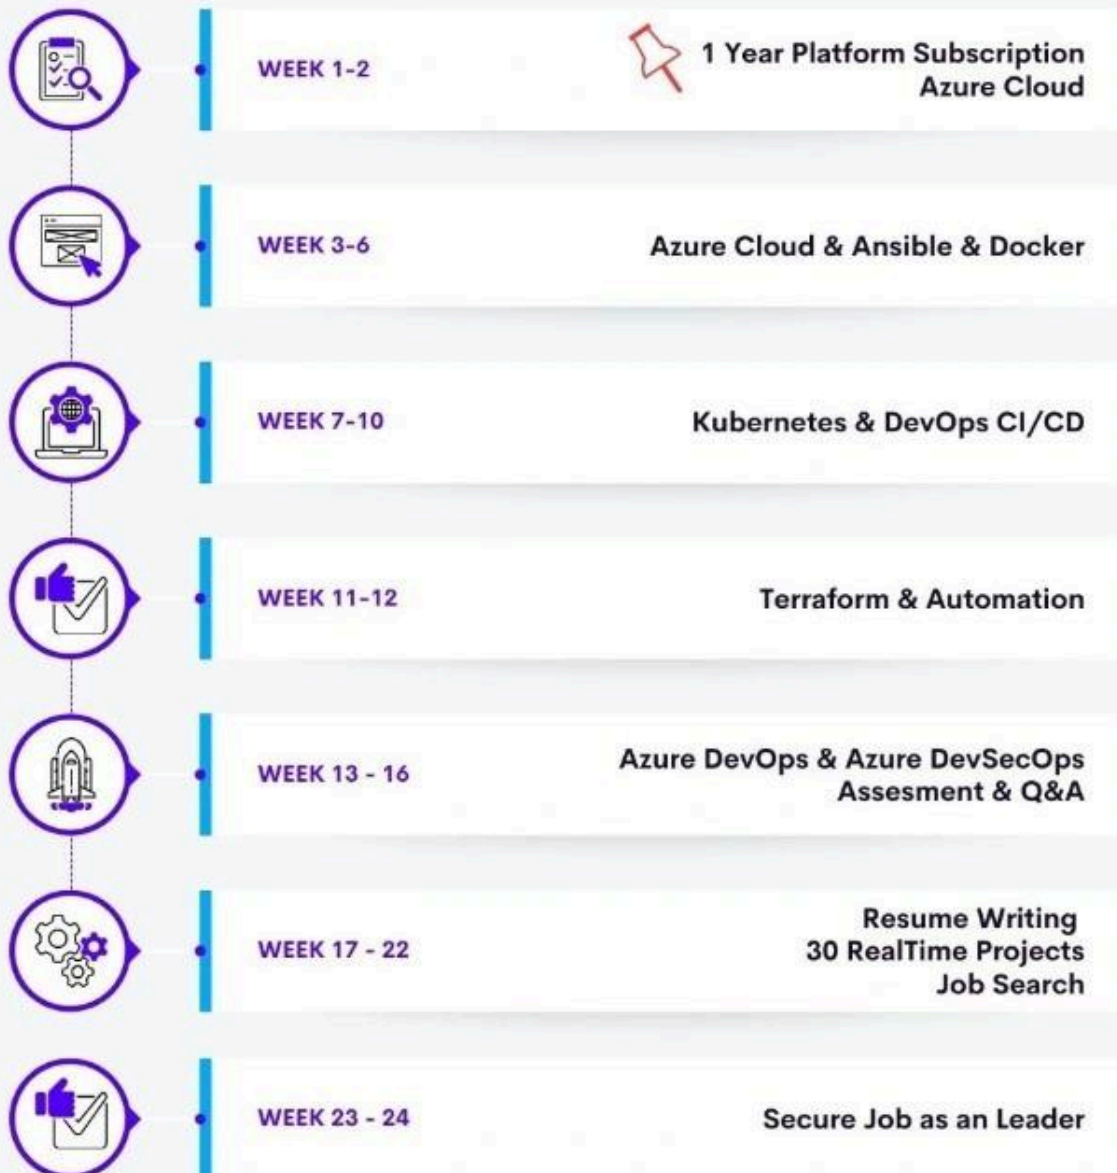 WEEK 1-2
1 Year Platform Subscription
Azure Cloud
WEEK 3-6
Azure Cloud & Ansible & Docker
WEEK 7-10
Kubernetes & DevOps CI/CD
WEEK 11-12
Terraform & Automation
WEEK 13 - 16
Azure DevOps & Azure DevSecOps
Assesment & Q&A
WEEK 17 - 22
Resume Writing
30 RealTime Projects
Job Search
WEEK 23 - 24
Secure Job as an Leader